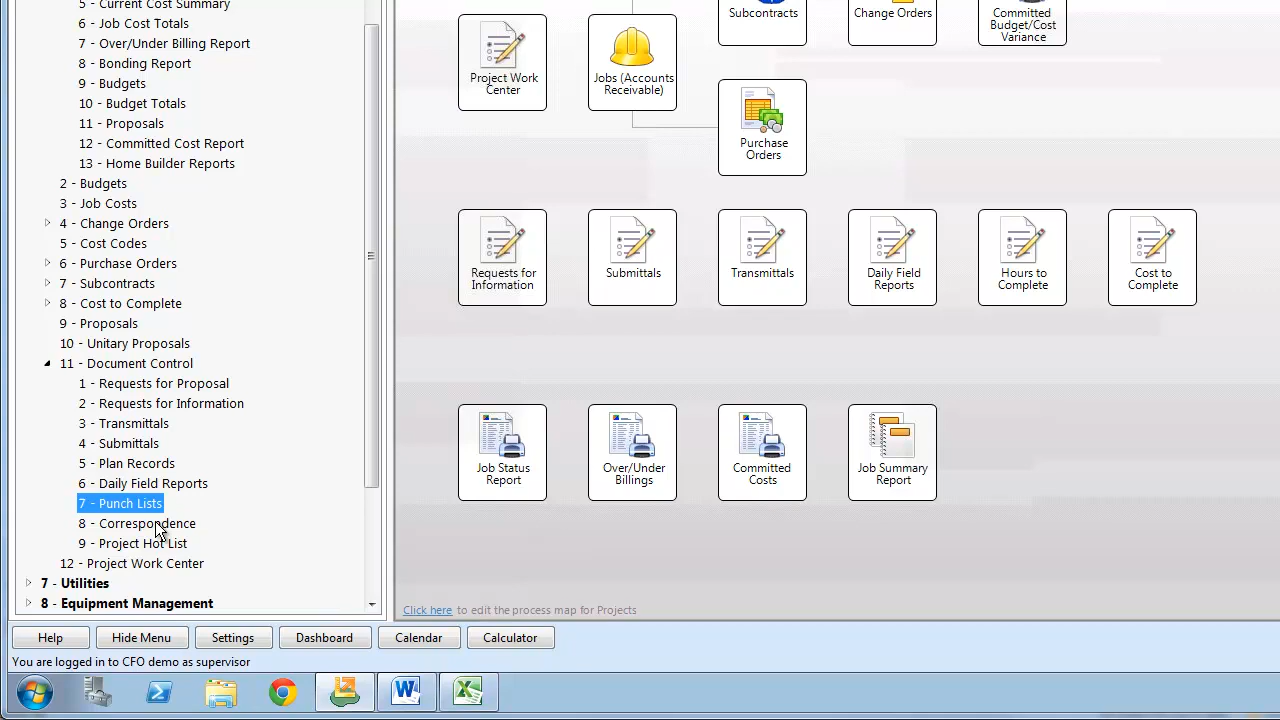 5 - Current Cost Summary
6 - Job Cost Totals
7 - Over/Under Billing Report
8 - Bonding Report
9 - Budgets
10 - Budget Totals
11 - Proposals
12 - Committed Cost Report
13 - Home Builder Reports
2 - Budgets
3 - Job Costs
4 - Change Orders
5 - Cost Codes
6 - Purchase Orders
7 - Subcontracts
8 - Cost to Complete
9 - Proposals
10 - Unitary Proposals
11 - Document Control
1 - Requests for Proposal
2 - Requests for Information
3 - Transmittals
4 - Submittals
5 - Plan Records
6 - Daily Field Reports
7 - Punch Lists
8 - Correspondence
9 - Project Hot List
12 - Project Work Center
7 - Utilities
8 - Equipment Management
Subcontracts
Change Orders
Committed
Budget/Cost
Variance
Project Work
Center
Jobs (Accounts
Receivable)
Purchase
Orders
Requests for
Information
Submittals
Transmittals
Daily Field
Reports
Hours to
Complete
Cost to
Complete
Job Status
Report
Over/Under
Billings
Committed
Costs
Job Summary
Report
Click here to edit the process map for Projects
Help
Hide Menu
Settings
Dashboard
Calendar
Calculator
You are logged in to CFO demo as supervisor